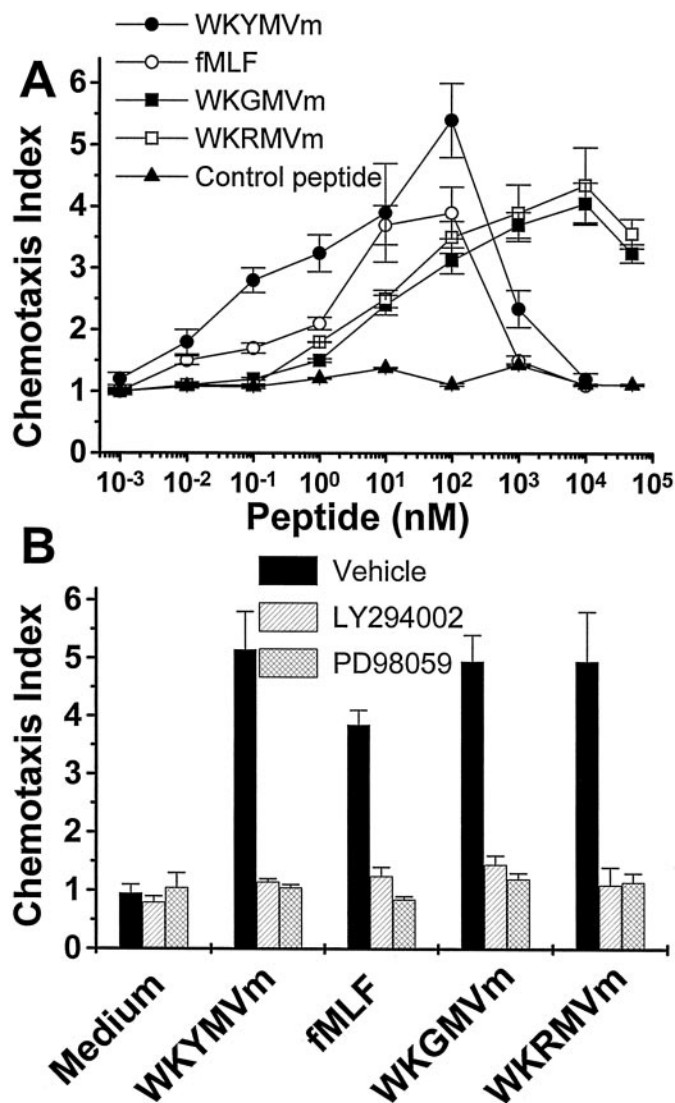 A
WKYMVm
fMLF
WKGMVm
WKRMVm
Control peptide
Chemotaxis Index
6
5
4
3
2
1
0
10-3 10-2 10-1 100 101 102 103 104 105
Peptide (nM)
B
Vehicle
LY294002
PD98059
Chemotaxis Index
6
5
4
3
2
1
0
Medium WKYMVm fMLF WKGMVm WKRMVm